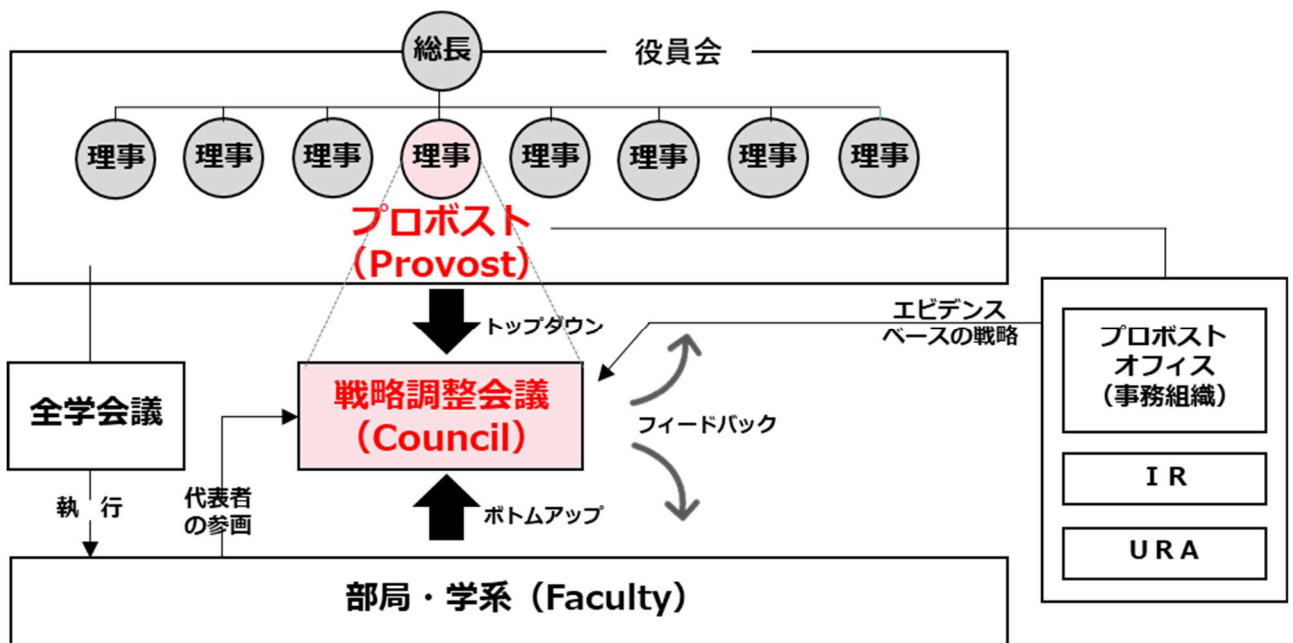 総長
役員会
理事
理事
理事
理事
理事
理事
理事
理事
プロボスト
（Provost）
トップダウン
エビデンス
ベースの戦略
プロボスト
オフィス
（事務組織）
全学会議
戦略調整会議
（Council）
フィードバック
ＩＲ
執　行
代表者
の参画
ボトムアップ
ＵＲＡ
部局・学系（Faculty）